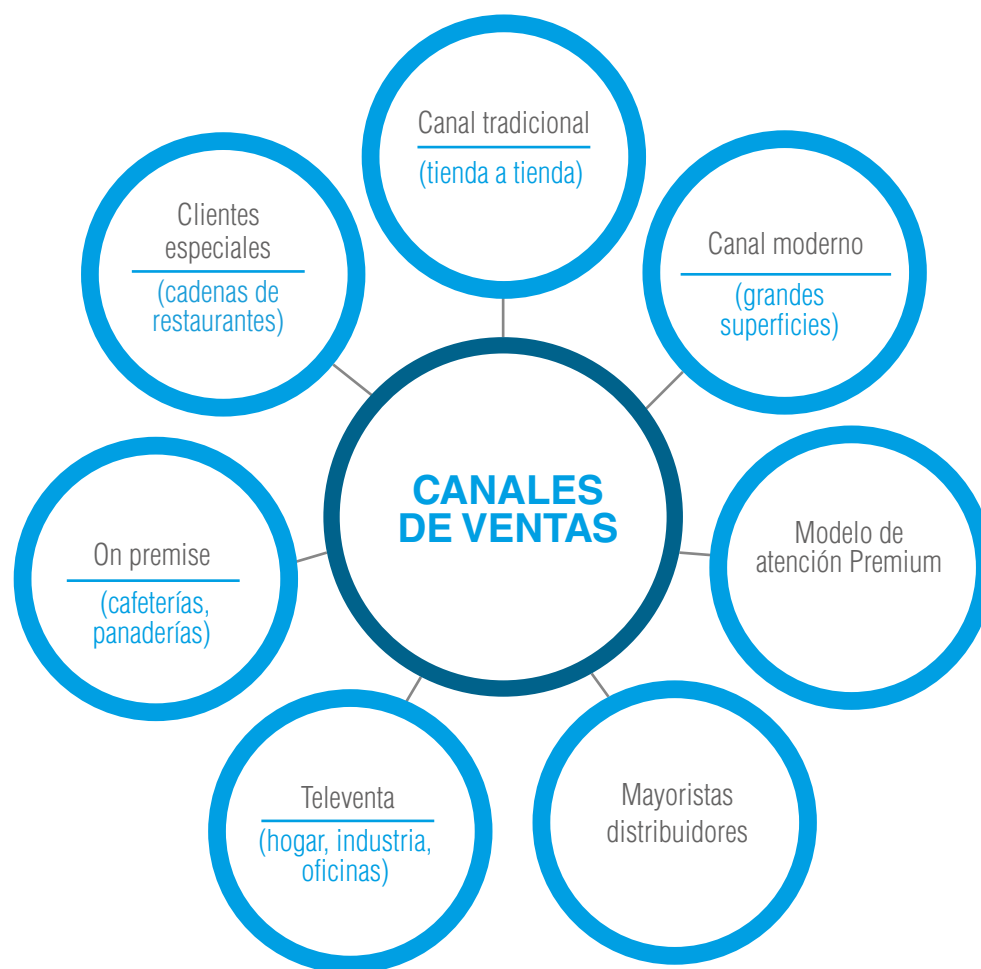 Canal tradicional
(tienda a tienda)
Clientes
especiales
(cadenas de
restaurantes)
Canal moderno
(grandes
superficies)
CANALES
DE VENTAS
On premise
(cafeterías,
panaderías)
Modelo de
atención Premium
Televenta
(hogar, industria,
oficinas)
Mayoristas
distribuidores